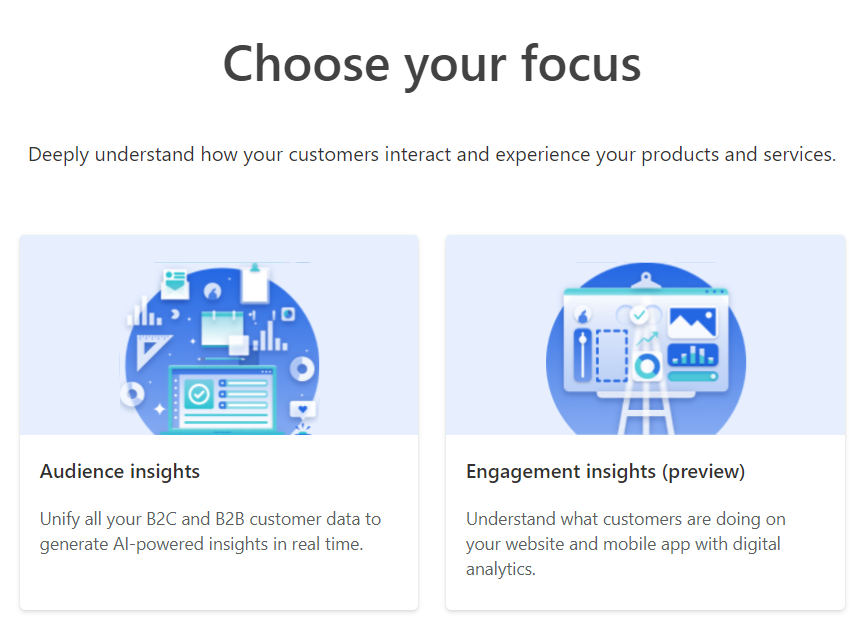 Choose your focus
Deeply understand how your customers interact and experience your products and services.
Audience insights
Unify all your B2C and B2B customer data to
generate AI-powered insights in real time.
Engagement insights (preview)
Understand what customers are doing on
your website and mobile app with digital
analytics.